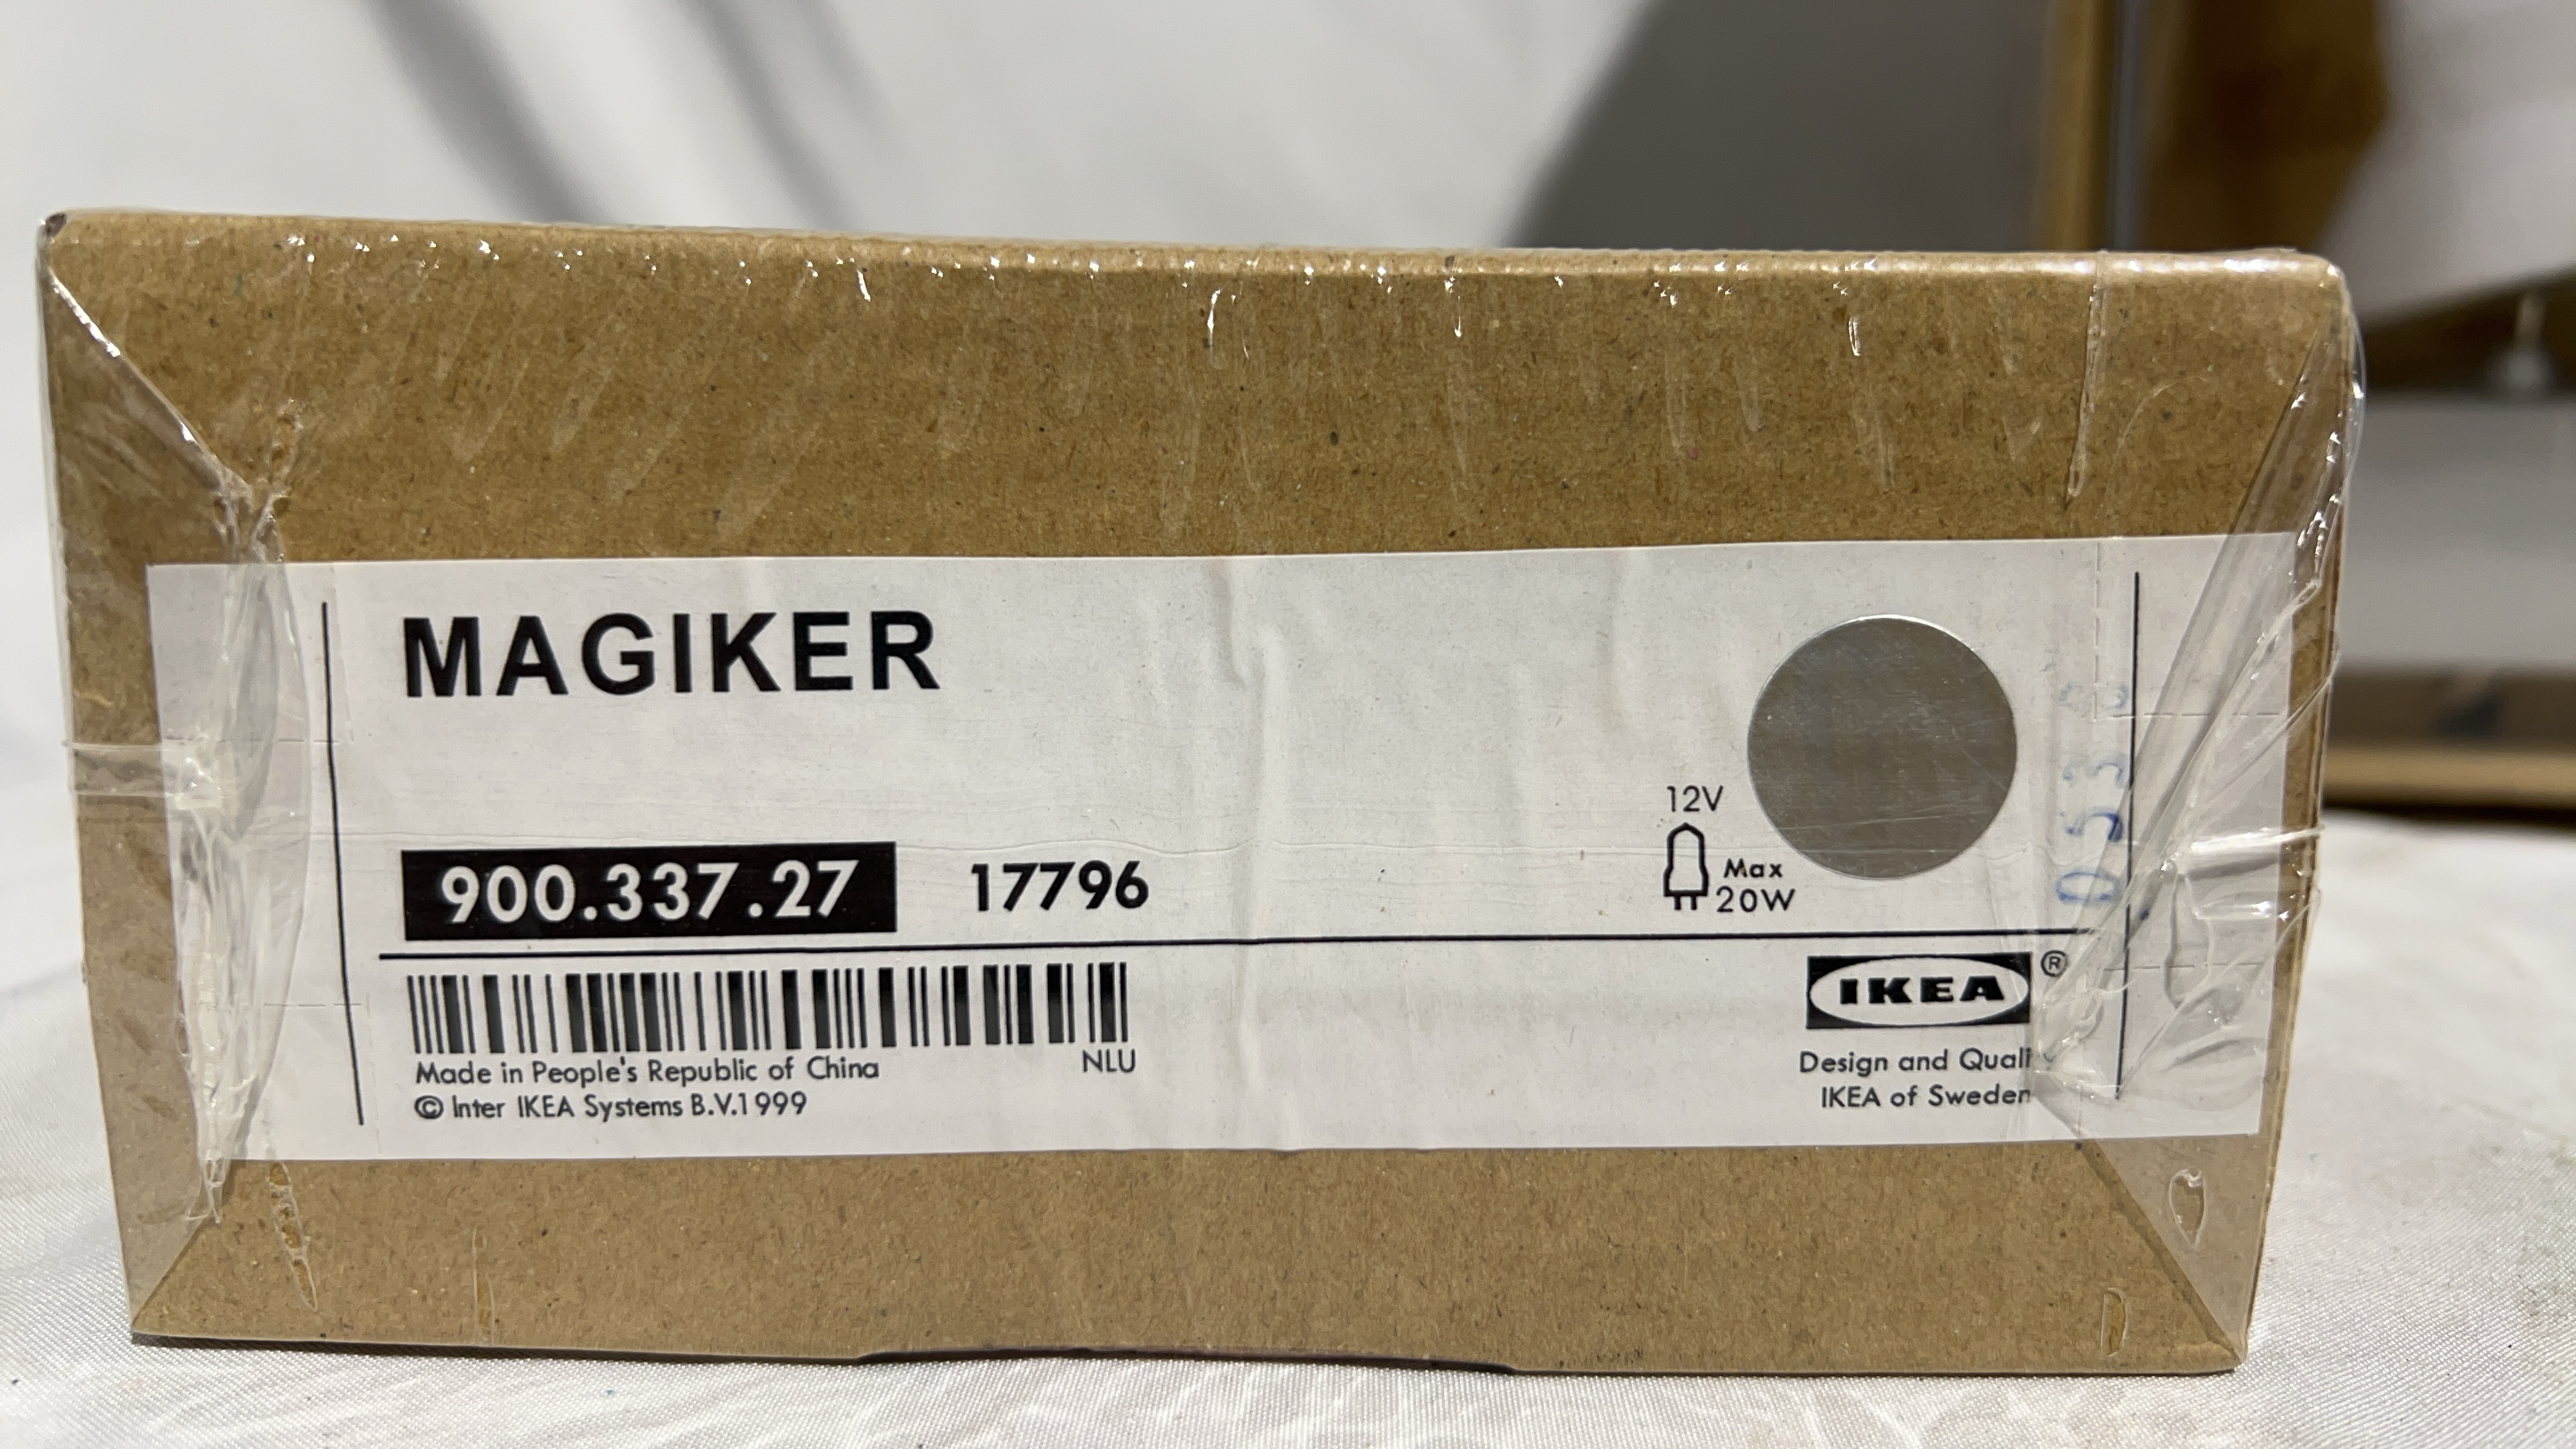 MAGIKER
12V
Max
20W
900.337.27 17796
IKEA ®
Made in People's Republic of China NLU
© Inter IKEA Systems B.V.1999
Design and Quali
IKEA of Sweden